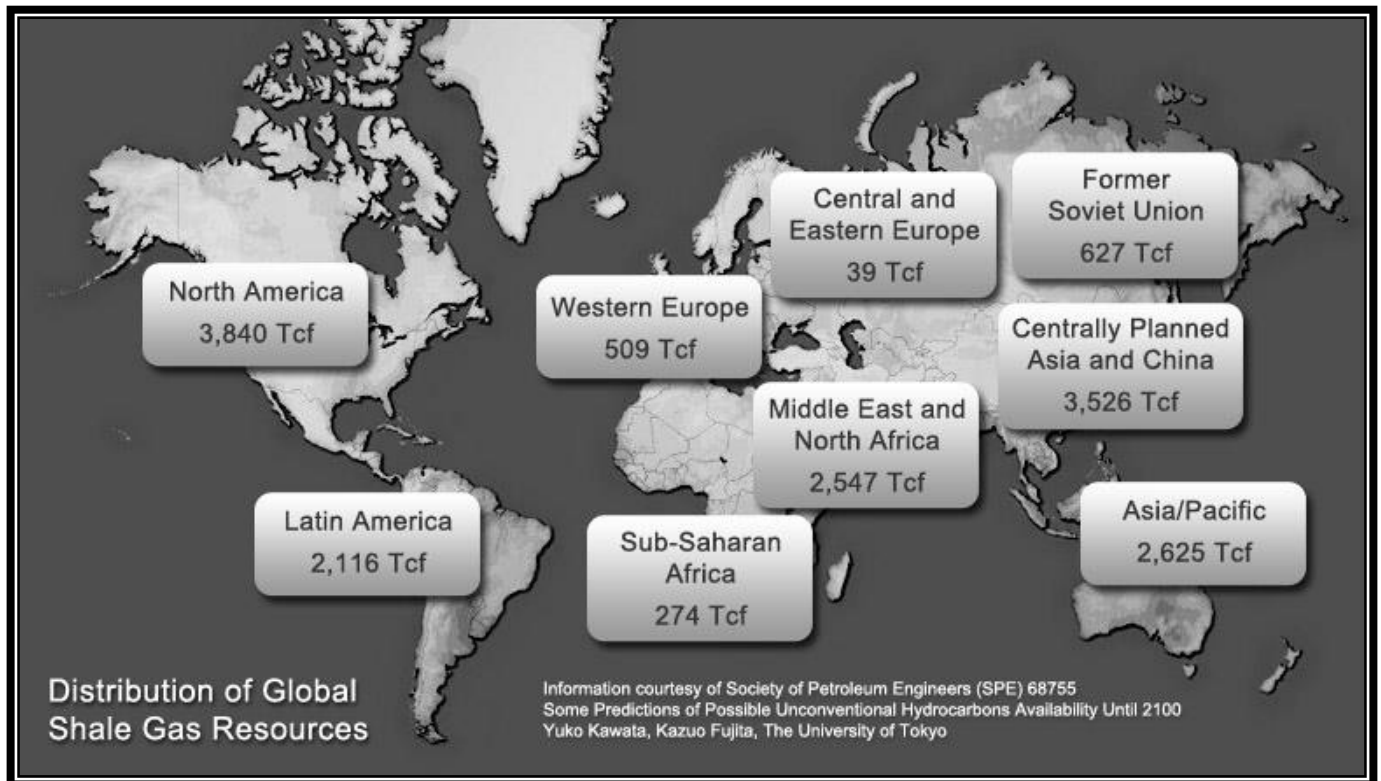 Central and
Eastern Europe
39 Tcf
Former
Soviet Union
627 Tcf
North America
3,840 Tcf
Western Europe
509 Tcf
Centrally Planned
Asia and China
3,526 Tcf
Middle East and
North Africa
2,547 Tcf
Latin America
2,116 Tcf
Sub-Saharan
Africa
274 Tcf
Asia/Pacific
2,625 Tcf
Distribution of Global
Shale Gas Resources
Information courtesy of Society of Petroleum Engineers (SPE) 68755
Some Predictions of Possible Unconventional Hydrocarbons Availability Until 2100
Yuko Kawata, Kazuo Fujita, The University of Tokyo